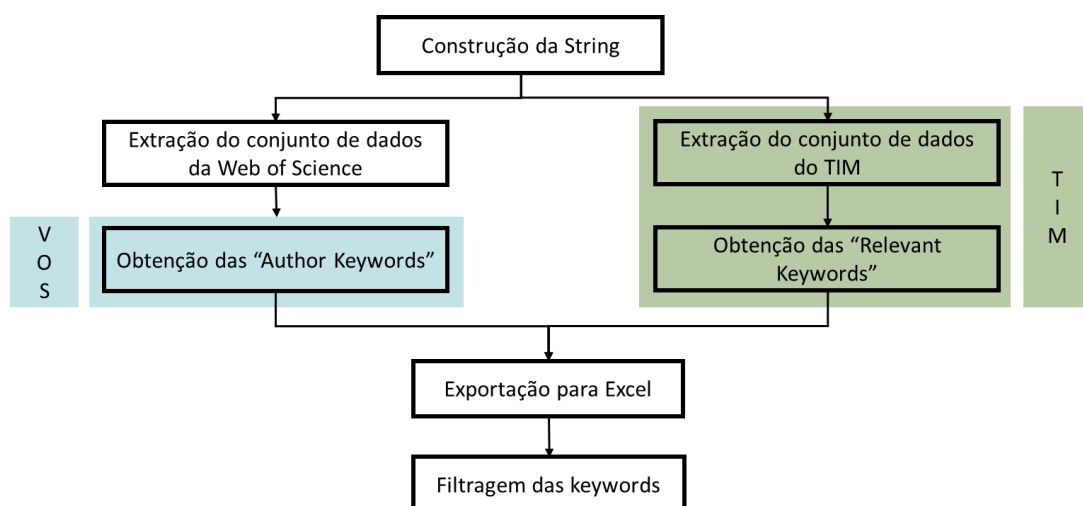 Construção da String
Extração do conjunto de dados
da Web of Science
Extração do conjunto de dados
do TIM
V
O
S
Obtenção das “Author Keywords”
Obtenção das “Relevant
Keywords”
T
I
M
Exportação para Excel
Filtragem das keywords